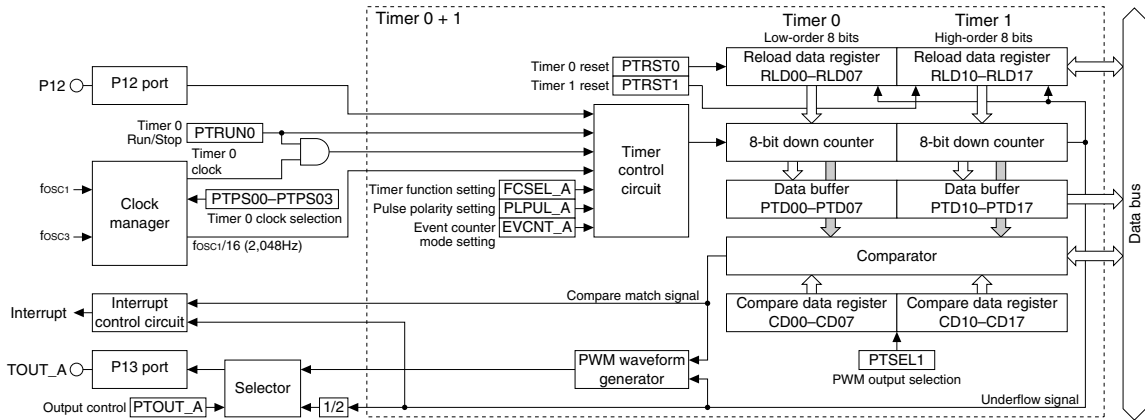 Timer 0 + 1
Timer 0
Low-order 8 bits
Timer 1
High-order 8 bits
P12
P12 port
Timer 0 reset
PTRST0
Timer 1 reset
PTRST1
Reload data register
RLD00–RLD07
Reload data register
RLD10–RLD17
Timer 0
Run/Stop
PTRUN0
Timer 0
clock
Timer
control
circuit
8-bit down counter
8-bit down counter
fOSC1
fOSC3
Clock
manager
PTPS00–PTPS03
Timer 0 clock selection
fOSC1/16 (2,048Hz)
Timer function setting
FCSEL_A
Pulse polarity setting
PLPUL_A
Event counter
mode setting
EVCNT_A
Data buffer
PTD00–PTD07
Data buffer
PTD10–PTD17
Data bus
Comparator
Interrupt
Interrupt
control circuit
Compare match signal
Compare data register
CD00–CD07
Compare data register
CD10–CD17
TOUT_A
P13 port
Selector
PWM waveform
generator
PTSEL1
PWM output selection
Output control
PTOUT_A
1/2
Underflow signal